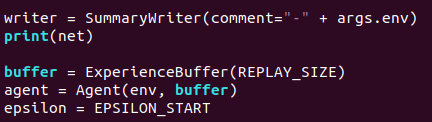 writer = SummaryWriter(comment="-" + args.env)
print(net)
buffer = ExperienceBuffer(REPLAY_SIZE)
agent = Agent(env, buffer)
epsilon = EPSILON_START